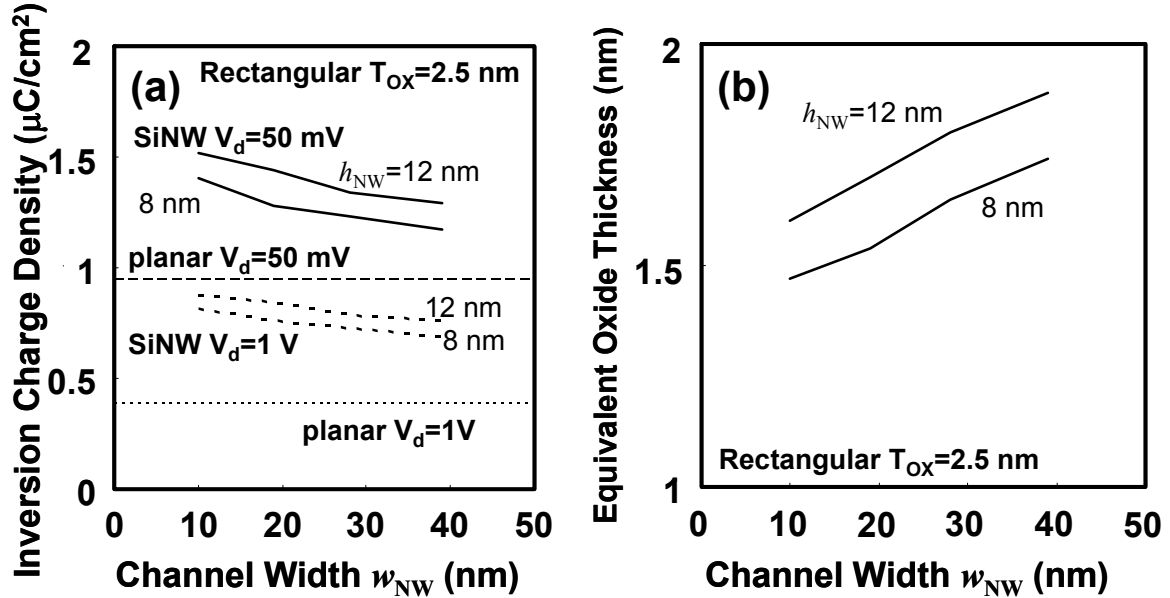 Inversion Charge Density (μC/cm²)
2
1.5
1
0.5
0
(a)
Rectangular T_OX=2.5 nm
SiNW V_d=50 mV
h_NW=12 nm
8 nm
planar V_d=50 mV
12 nm
8 nm
SiNW V_d=1 V
planar V_d=1V
0 10 20 30 40 50
Channel Width w_NW (nm)
Equivalent Oxide Thickness (nm)
2
1.5
1
(b)
h_NW=12 nm
8 nm
Rectangular T_OX=2.5 nm
0 10 20 30 40 50
Channel Width w_NW (nm)